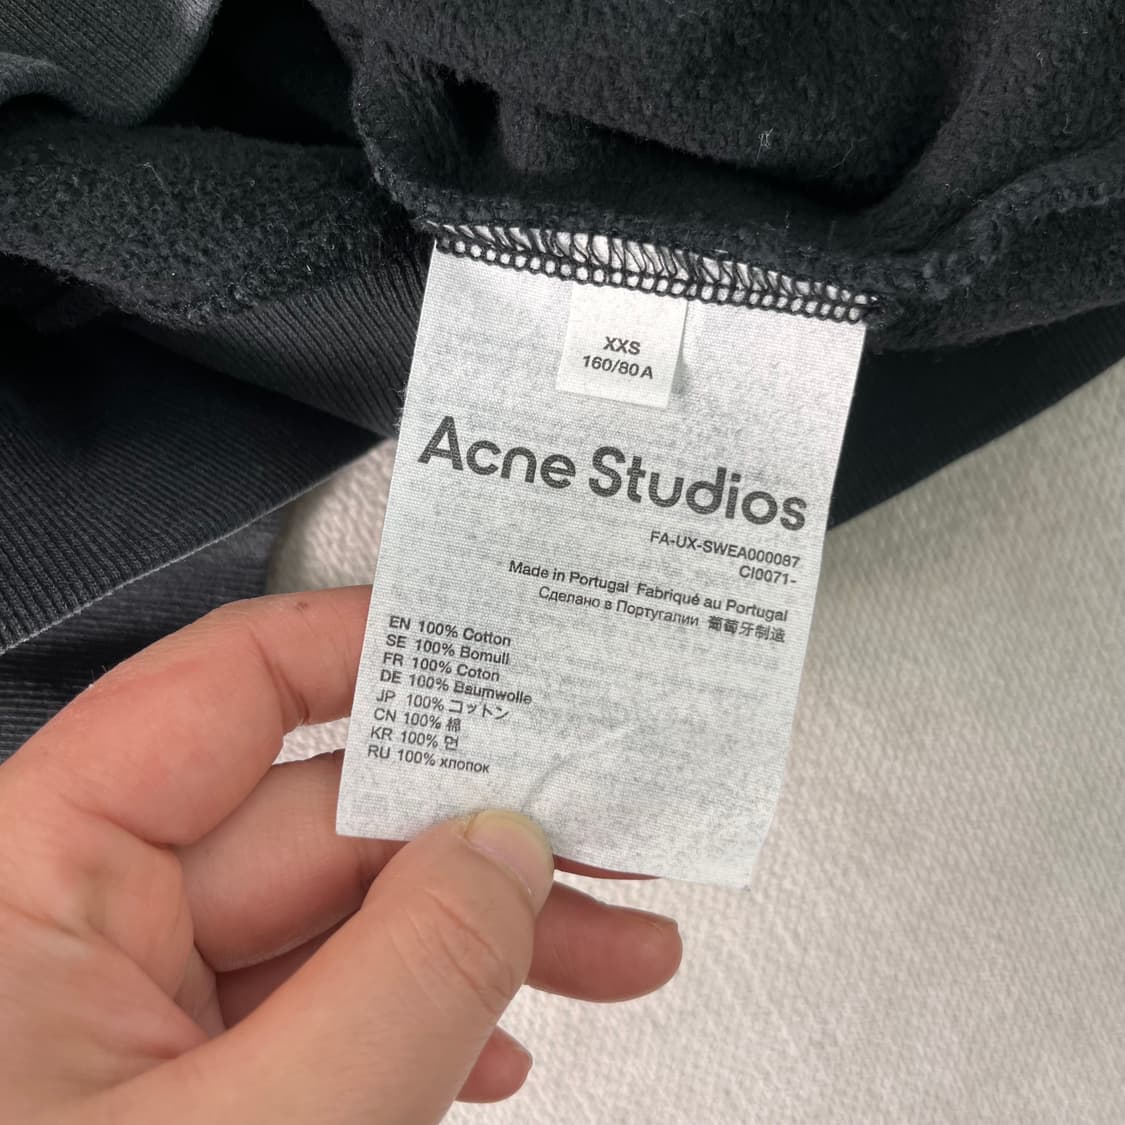 XXS
160/80A
Acne Studios
FA-UX-SWEA000087
CI0071-
Made in Portugal Fabriqué au Portugal
Сделано в Португалии 葡萄牙制造
EN 100% Cotton
SE 100% Bomull
FR 100% Coton
DE 100% Baumwolle
JP 100% コットン
CN 100% 棉
KR 100% 면
RU 100% хлопок